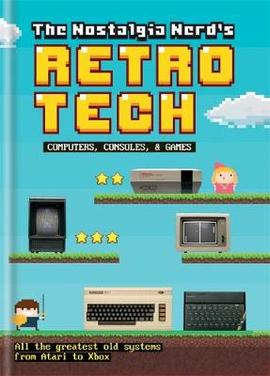 The Nostalgia Nerd's
RETRO
TECH
COMPUTERS, CONSOLES, & GAMES
All the greatest old systems
from Atari to Xbox